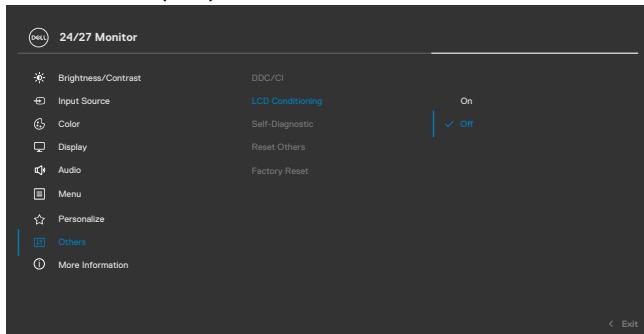 DELL 24/27 Monitor
Brightness/Contrast DDC/CI
Input Source LCD Conditioning On
Color Self-Diagnostic Off
Display Reset Others
Audio Factory Reset
Menu
Personalize
Others
More Information
Exit